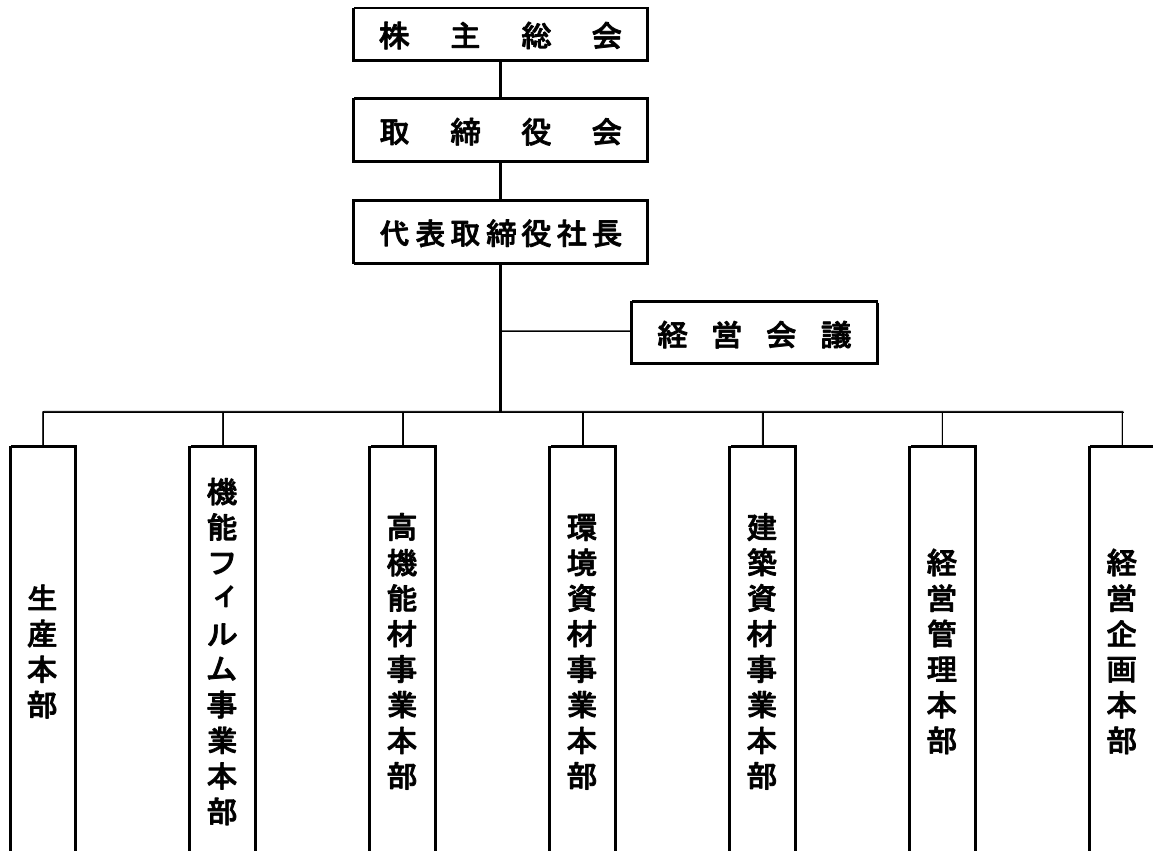 株主総会
取締役会
代表取締役社長
経営会議
生産本部
機能フィルム事業本部
高機能材事業本部
環境資材事業本部
建築資材事業本部
経営管理本部
経営企画本部